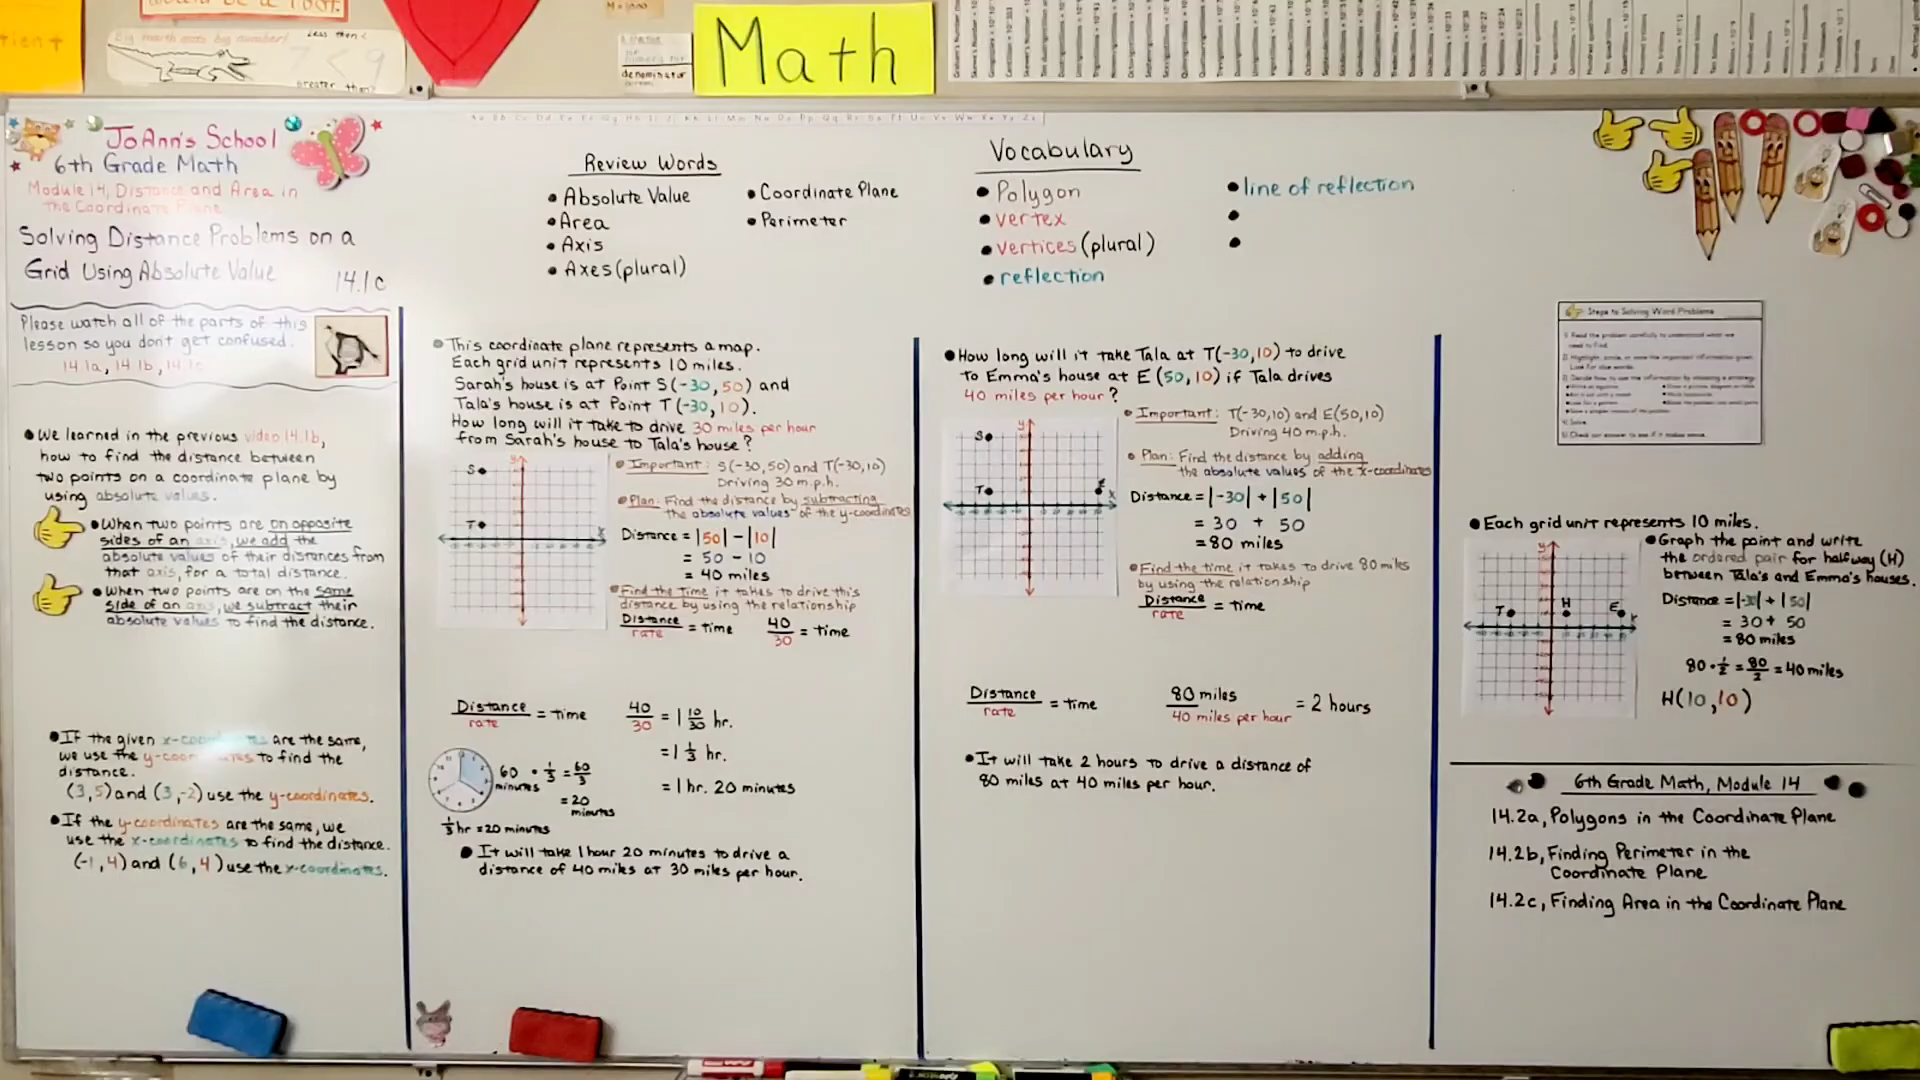 Big mouth eats big number!
Less than <
7 < 9
greater than >
denominator
Math
JoAnn's School
6th Grade Math
Module 14, Distance and Area in
the Coordinate Plane
Solving Distance Problems on a
Grid Using Absolute Value 14.1c
Please watch all of the parts of this
lesson so you don't get confused.
14.1a, 14.1b, 14.1c
Review Words
• Absolute Value
• Area
• Axis
• Axes (plural)
• Coordinate Plane
• Perimeter
Vocabulary
• Polygon
• vertex
• vertices (plural)
• reflection
• line of reflection
•
•
Steps to Solving Word Problems
• We learned in the previous video 14.1b,
how to find the distance between
two points on a coordinate plane by
using absolute values.
• When two points are on opposite
sides of an axis, we add the
absolute values of their distances from
that axis, for a total distance.
• When two points are on the same
side of an axis, we subtract their
absolute values to find the distance.
• If the given x-coordinates are the same,
we use the y-coordinates to find the
distance.
(3,5) and (3,-2) use the y-coordinates.
• If the y-coordinates are the same, we
use the x-coordinates to find the distance.
(-1,4) and (6,4) use the x-coordinates.
• This coordinate plane represents a map.
Each grid unit represents 10 miles.
Sarah's house is at Point S(-30,50) and
Tala's house is at Point T(-30,10).
How long will it take to drive 30 miles per hour
from Sarah's house to Tala's house?
S
T
y
x
• Important: S(-30,50) and T(-30,10)
Driving 30 m.p.h.
• Plan: Find the distance by subtracting
the absolute values of the y-coordinates
Distance = |50| - |10|
= 50 - 10
= 40 miles
• Find the time it takes to drive this
distance by using the relationship
Distance/rate = time 40/30 = time
Distance/rate = time 40/30 = 1 10/30 hr.
= 1 1/3 hr.
= 1 hr. 20 minutes
60 minutes • 1/3 = 60/3
= 20 minutes
1/3 hr = 20 minutes
• It will take 1 hour 20 minutes to drive a
distance of 40 miles at 30 miles per hour.
• How long will it take Tala at T(-30,10) to drive
to Emma's house at E(50,10) if Tala drives
40 miles per hour?
S
T
E
y
x
• Important: T(-30,10) and E(50,10)
Driving 40 m.p.h.
• Plan: Find the distance by adding
the absolute values of the x-coordinates
Distance = |-30| + |50|
= 30 + 50
= 80 miles
• Find the time it takes to drive 80 miles
by using the relationship
Distance/rate = time
Distance/rate = time 80 miles/40 miles per hour = 2 hours
• It will take 2 hours to drive a distance of
80 miles at 40 miles per hour.
• Each grid unit represents 10 miles.
• Graph the point and write
the ordered pair for halfway (H)
between Tala's and Emma's houses.
T
H
E
y
x
Distance = |-30| + |50|
= 30 + 50
= 80 miles
80 • 1/2 = 80/2 = 40 miles
H(10,10)
6th Grade Math, Module 14
14.2a, Polygons in the Coordinate Plane
14.2b, Finding Perimeter in the
Coordinate Plane
14.2c, Finding Area in the Coordinate Plane